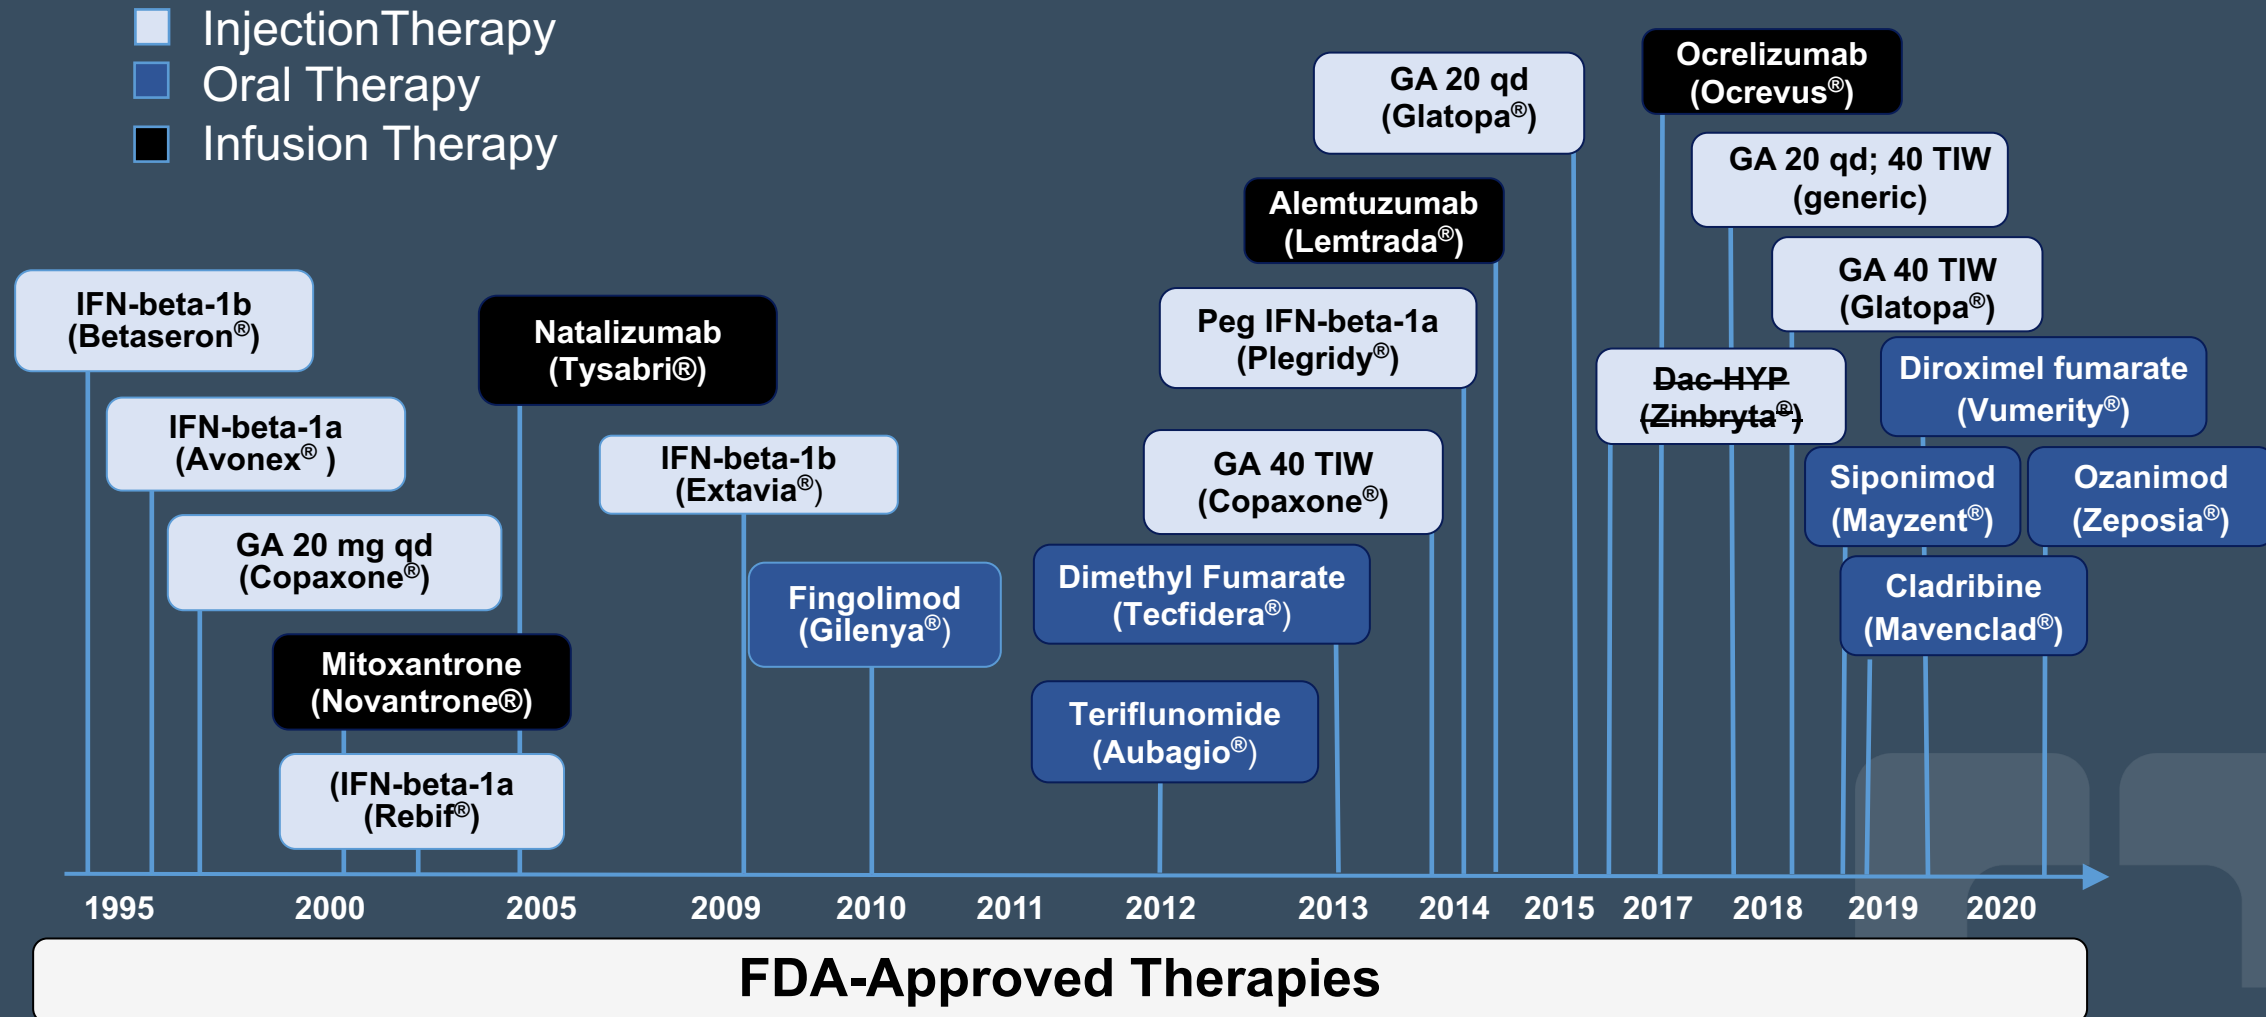 InjectionTherapy
Oral Therapy
Infusion Therapy
IFN-beta-1b
(Betaseron®)
IFN-beta-1a
(Avonex® )
GA 20 mg qd
(Copaxone®)
Mitoxantrone
(Novantrone®)
(IFN-beta-1a
(Rebif®)
Natalizumab
(Tysabri®)
IFN-beta-1b
(Extavia®)
Fingolimod
(Gilenya®)
Teriflunomide
(Aubagio®)
Dimethyl Fumarate
(Tecfidera®)
GA 40 TIW
(Copaxone®)
Peg IFN-beta-1a
(Plegridy®)
Alemtuzumab
(Lemtrada®)
GA 20 qd
(Glatopa®)
Dac-HYP
(Zinbryta®)
Ocrelizumab
(Ocrevus®)
GA 20 qd; 40 TIW
(generic)
GA 40 TIW
(Glatopa®)
Diroximel fumarate
(Vumerity®)
Siponimod
(Mayzent®)
Ozanimod
(Zeposia®)
Cladribine
(Mavenclad®)
1995 2000 2005 2009 2010 2011 2012 2013 2014 2015 2017 2018 2019 2020
FDA-Approved Therapies